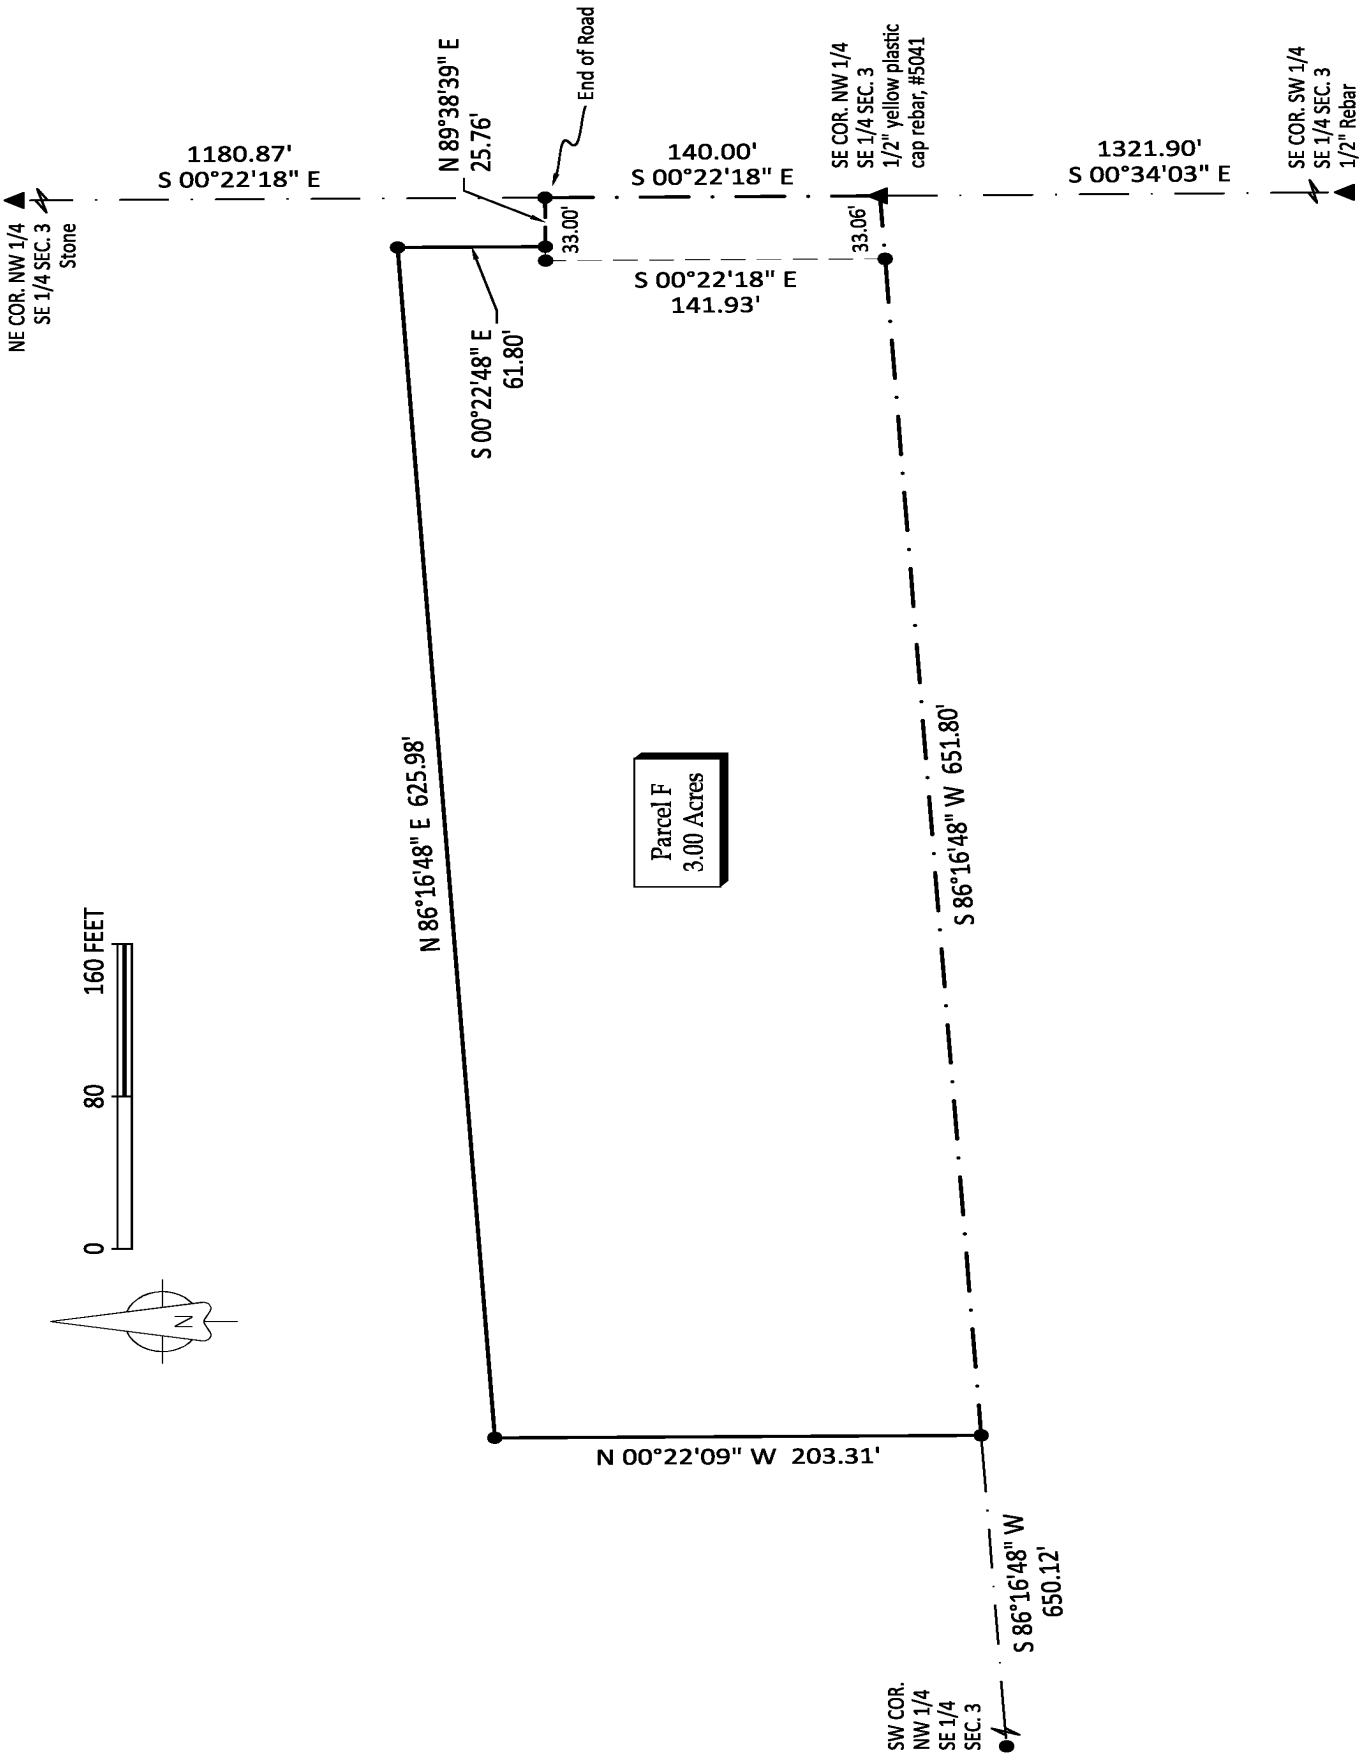 NE COR. NW 1/4
SE 1/4 SEC. 3
Stone
1180.87'
S 00°22'18" E
N 89°38'39" E
25.76'
End of Road
33.00'
140.00'
S 00°22'18" E
SE COR. NW 1/4
SE 1/4 SEC. 3
1/2" yellow plastic
cap rebar, #5041
33.06'
1321.90'
S 00°34'03" E
SE COR. SW 1/4
SE 1/4 SEC. 3
1/2" Rebar
S 00°22'18" E
141.93'
S 00°22'48" E
61.80'
N 86°16'48" E 625.98'
Parcel F
3.00 Acres
S 86°16'48" W 651.80'
0 80 160 FEET
N
N 00°22'09" W 203.31'
S 86°16'48" W
650.12'
SW COR.
NW 1/4
SE 1/4
SEC. 3